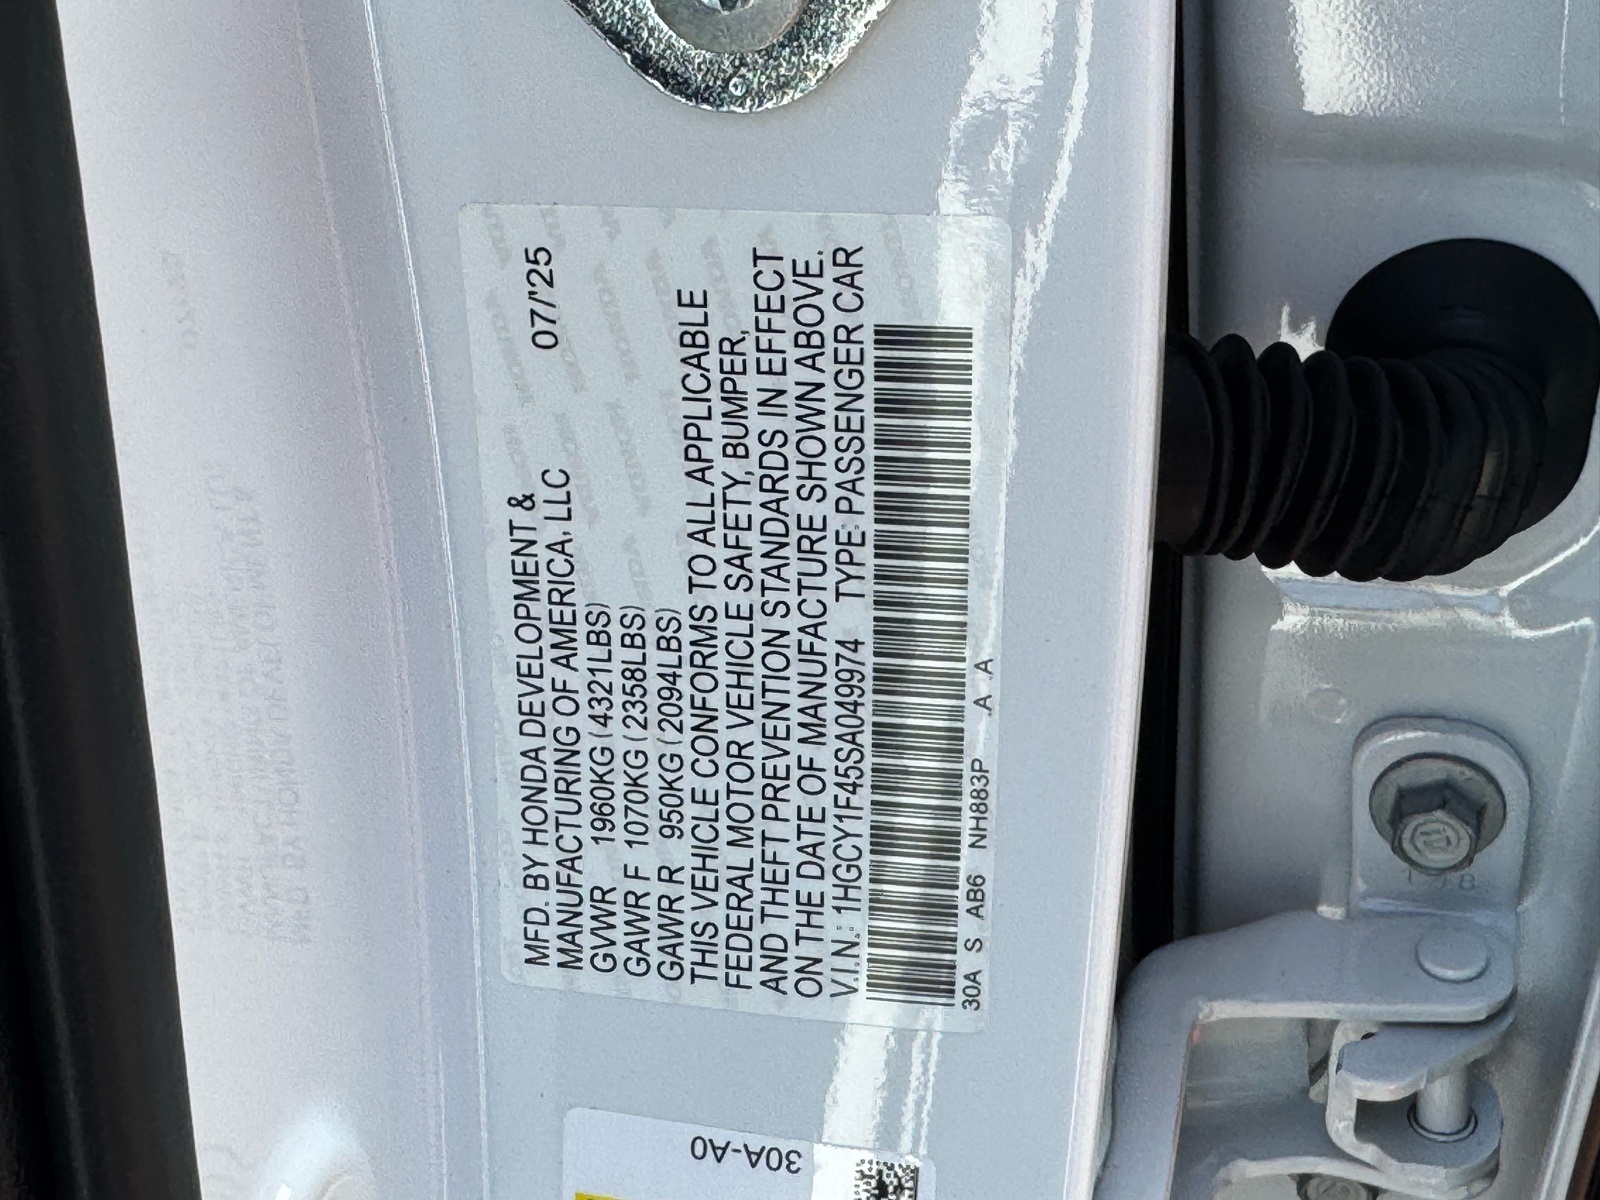 MFD. BY HONDA DEVELOPMENT & 07/'25
MANUFACTURING OF AMERICA, LLC
GVWR 1960KG (4321LBS)
GAWR F 1070KG (2358LBS)
GAWR R 950KG (2094LBS)
THIS VEHICLE CONFORMS TO ALL APPLICABLE
FEDERAL MOTOR VEHICLE SAFETY, BUMPER,
AND THEFT PREVENTION STANDARDS IN EFFECT
ON THE DATE OF MANUFACTURE SHOWN ABOVE.
V.I.N.: 1HGCY1F45SA049974 TYPE: PASSENGER CAR
30A S AB6 NH883P A A
30A-A0